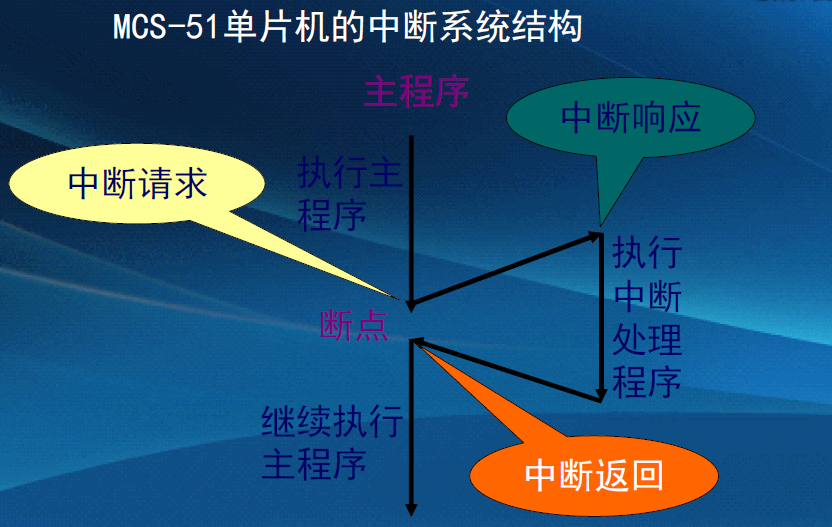 MCS-51单片机的中断系统结构
主程序
中断响应
中断请求
执行主
程序
断点
执行
中断
处理
程序
继续执行
主程序
中断返回